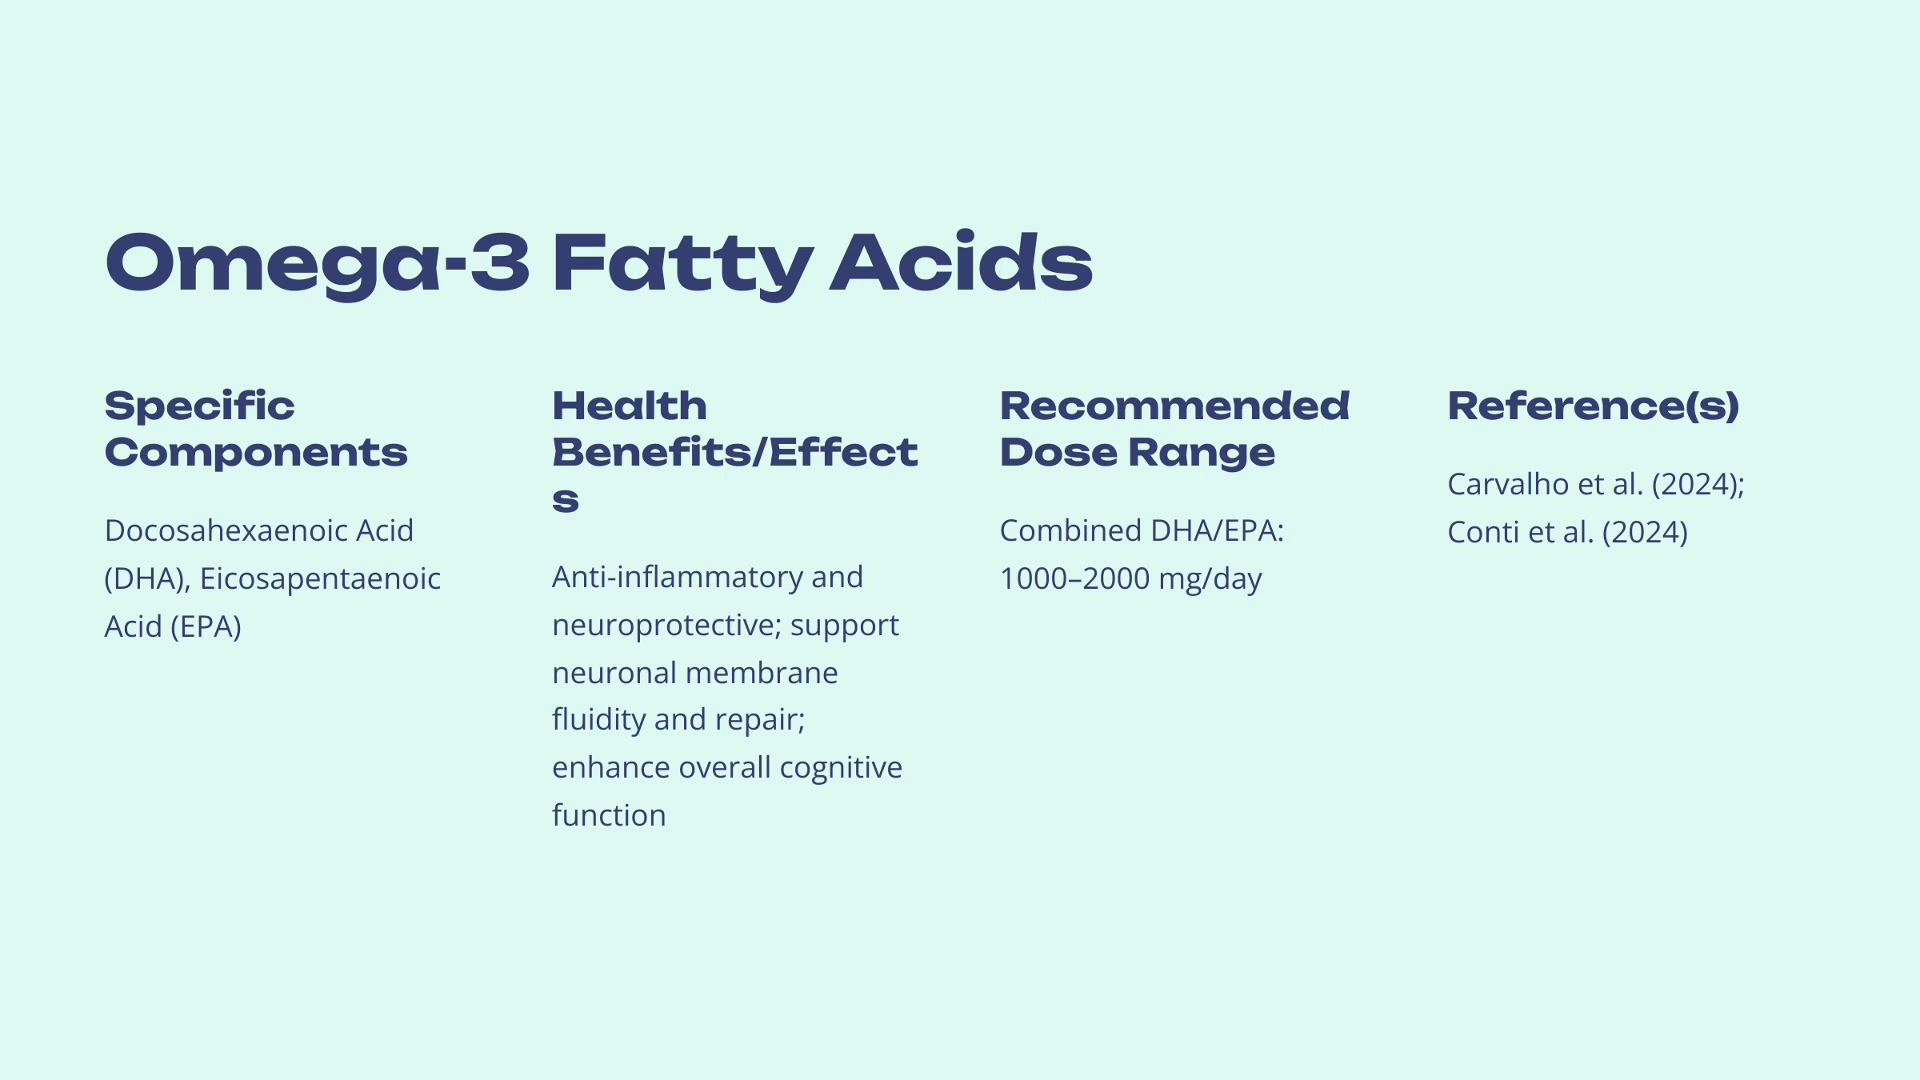 Omega-3 Fatty Acids
Specific
Components
Docosahexaenoic Acid
(DHA), Eicosapentaenoic
Acid (EPA)
Health
Benefits/Effect
s
Anti-inflammatory and
neuroprotective; support
neuronal membrane
fluidity and repair;
enhance overall cognitive
function
Recommended
Dose Range
Combined DHA/EPA:
1000–2000 mg/day
Reference(s)
Carvalho et al. (2024);
Conti et al. (2024)